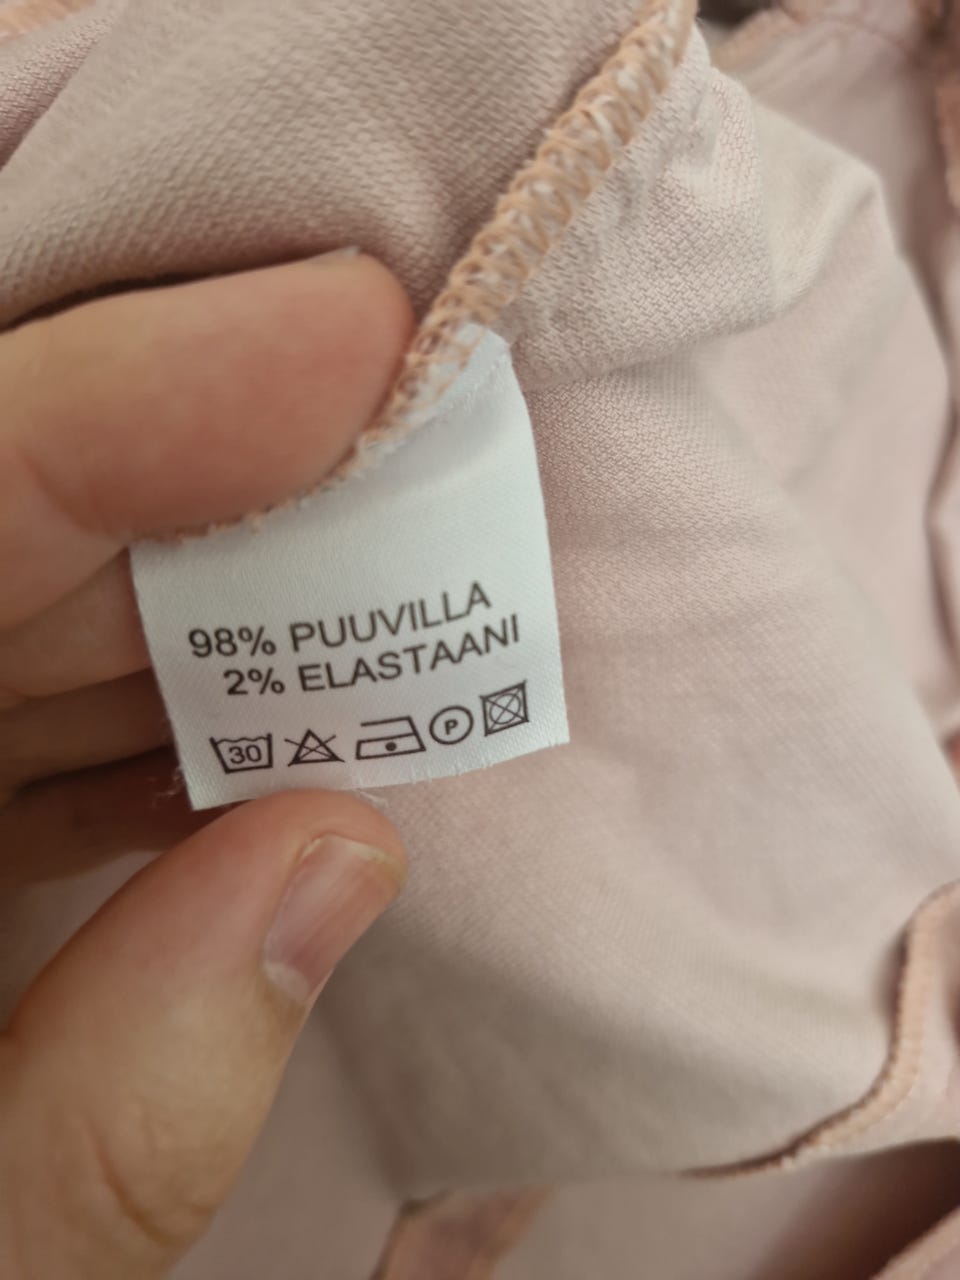 98% PUUVILLA
2% ELASTAANI
30 P